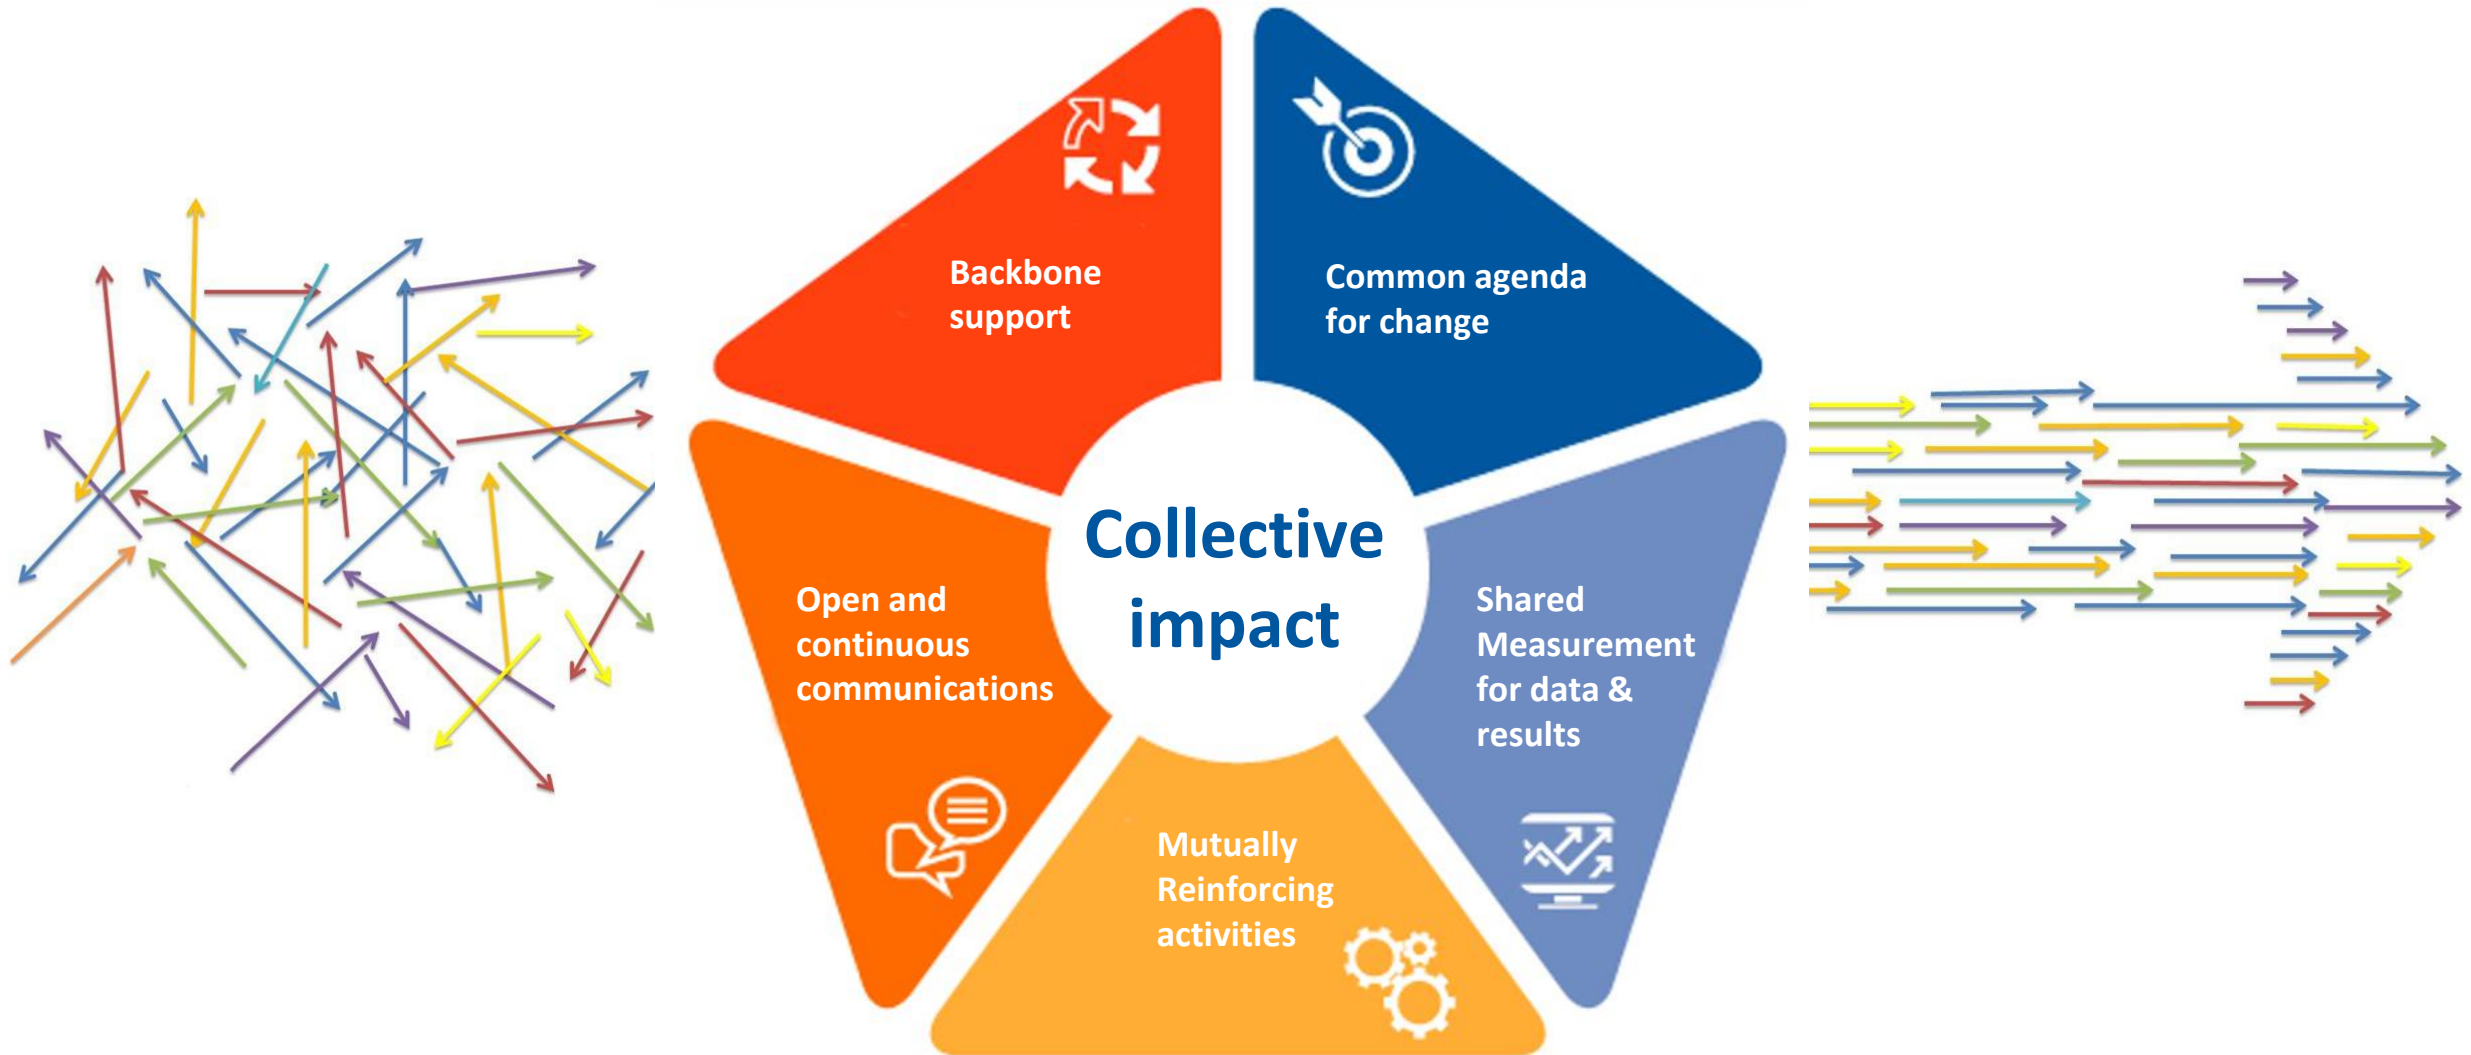 Backbone
support
Common agenda
for change
Collective
impact
Open and
continuous
communications
Shared
Measurement
for data &
results
Mutually
Reinforcing
activities